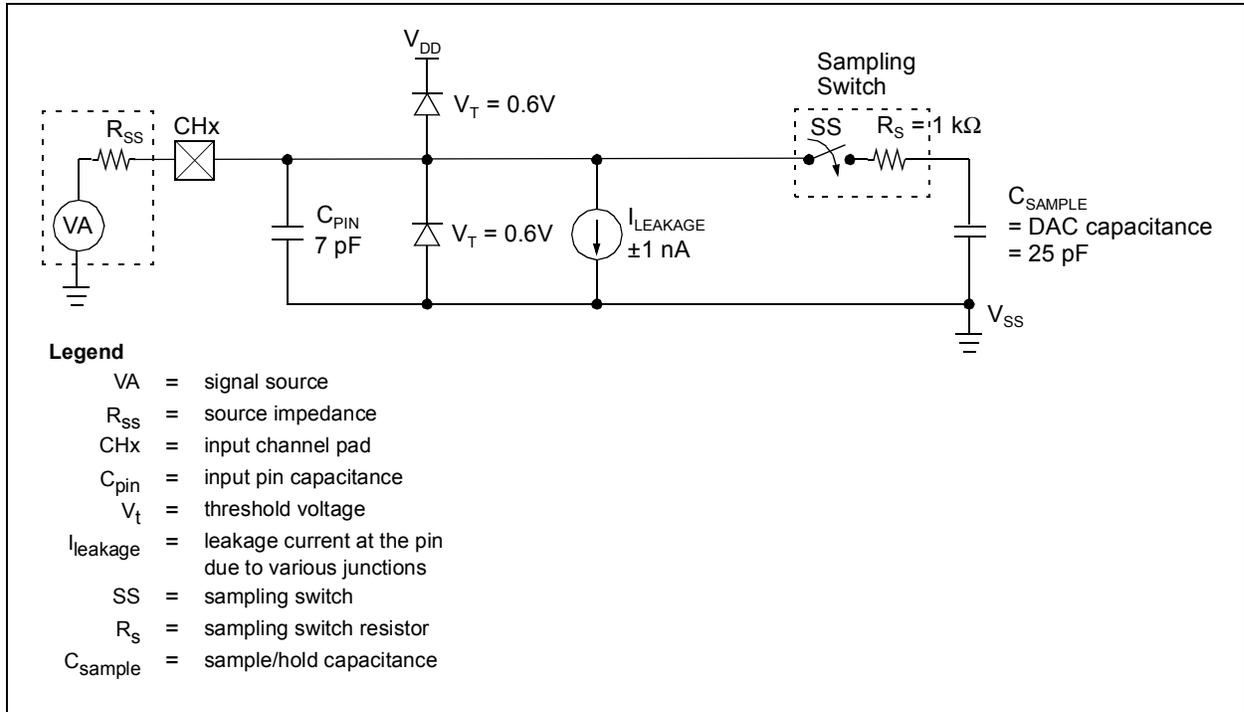 V_DD
Sampling
Switch
R_SS
CHx
V_T = 0.6V
SS
R_S = 1 kΩ
VA
C_PIN
7 pF
V_T = 0.6V
I_LEAKAGE
±1 nA
C_SAMPLE
= DAC capacitance
= 25 pF
V_SS
Legend
VA = signal source
R_ss = source impedance
CHx = input channel pad
C_pin = input pin capacitance
V_t = threshold voltage
I_leakage = leakage current at the pin
due to various junctions
SS = sampling switch
R_s = sampling switch resistor
C_sample = sample/hold capacitance